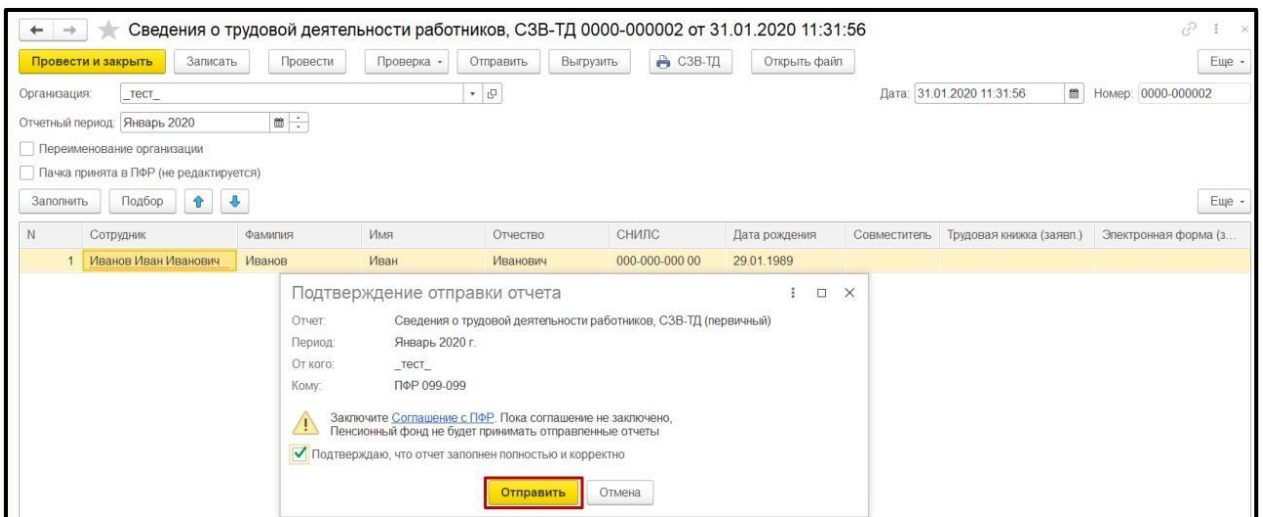 Сведения о трудовой деятельности работников, СЗВ-ТД 0000-000002 от 31.01.2020 11:31:56
Провести и закрыть Записать Провести Проверка Отправить Выгрузить СЗВ-ТД Открыть файл Еще
Организация: _тест_ Дата: 31.01.2020 11:31:56 Номер: 0000-000002
Отчетный период: Январь 2020
Переименование организации
Пачка принята в ПФР (не редактируется)
Заполнить Подбор Еще
N Сотрудник Фамилия Имя Отчество СНИЛС Дата рождения Совместитель Трудовая книжка (заявл.) Электронная форма (з...
1 Иванов Иван Иванович Иванов Иван Иванович 000-000-000 00 29.01.1989
Подтверждение отправки отчета
Отчет: Сведения о трудовой деятельности работников, СЗВ-ТД (первичный)
Период: Январь 2020 г.
От кого: _тест_
Кому: ПФР 099-099
Заключите Соглашение с ПФР. Пока соглашение не заключено,
Пенсионный фонд не будет принимать отправленные отчеты
Подтверждаю, что отчет заполнен полностью и корректно
Отправить Отмена